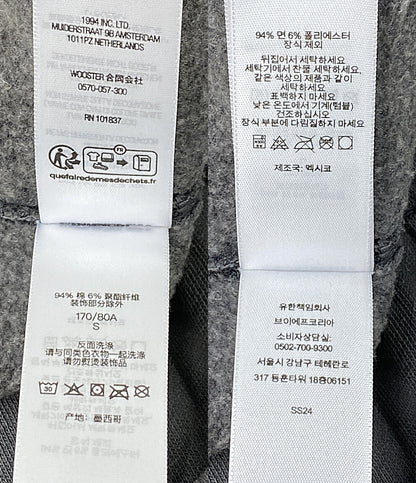 1994 INC. LTD.
MUIDERSTRAAT 9B AMSTERDAM
1011PZ NETHERLANDS
WOOSTER 合同会社
0570-057-300
RN 101837
FR
quefairedemesdechets.fr
94% 棉 6% 聚酯纤维
装饰部分除外
170/80A
S
反面洗涤
请与同类色衣物一起洗涤
请勿熨烫装饰部分
30
产地: 墨西哥
94% 면 6% 폴리에스터
장식 제외
뒤집어서 세탁하세요
세탁기에서 찬물 세탁하세요,
같은 색상의 제품과 같이
세탁하세요
표백하지 마세요
낮은 온도에서 기계(텀블)
건조하십시오
장식 부분에 다림질하지 마세요
제조국: 멕시코
유한책임회사
브이에프코리아
소비자상담실:
0502-700-9300
서울시 강남구 테헤란로
317 동훈타워 16층06151
SS24